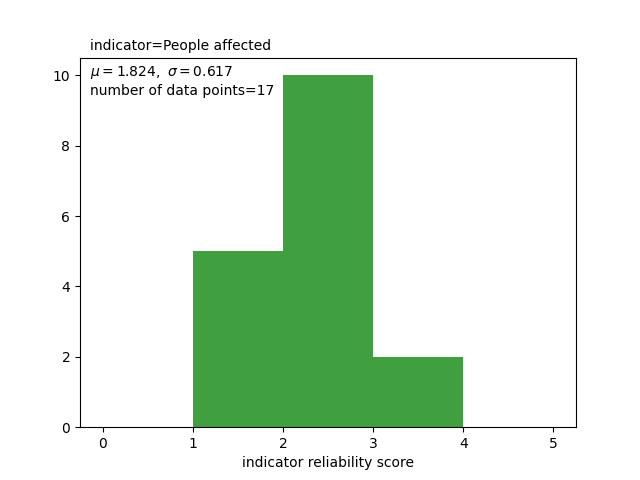 indicator=People affected
μ = 1.824, σ = 0.617
number of data points=17
10
8
6
4
2
0
0 1 2 3 4 5
indicator reliability score